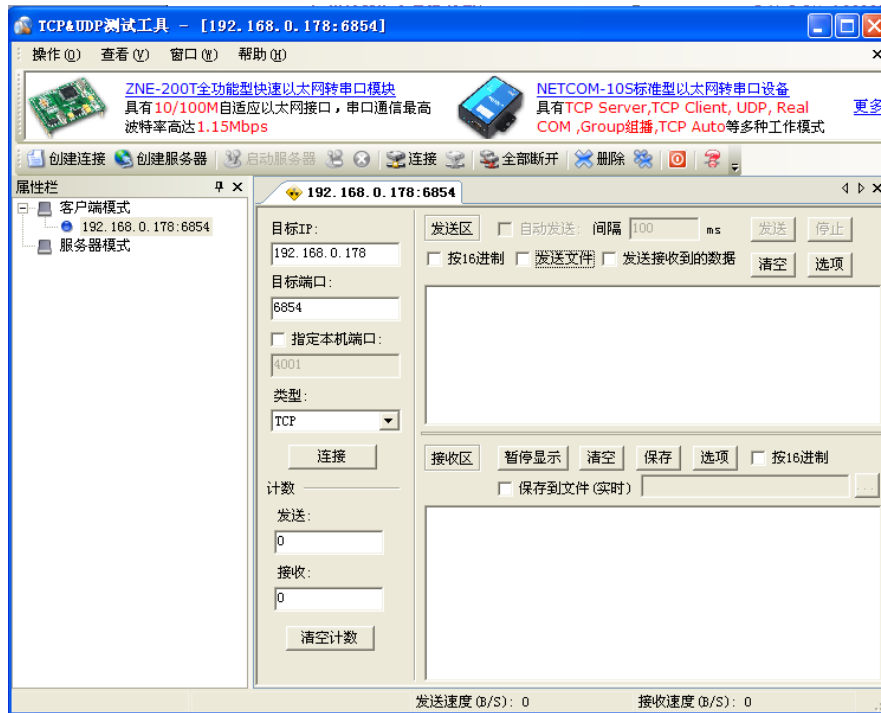 TCP&UDP测试工具 - [192.168.0.178:6854]
操作(O) 查看(V) 窗口(W) 帮助(H)
ZNE-200T全功能型快速以太网转串口模块
具有10/100M自适应以太网接口，串口通信最高
波特率高达1.15Mbps
NETCOM-10S标准型以太网转串口设备
具有TCP Server,TCP Client, UDP, Real
COM ,Group组播,TCP Auto等多种工作模式
更多
创建连接 创建服务器 启动服务器 连接 全部断开 删除
属性栏
客户端模式
192.168.0.178:6854
服务器模式
192.168.0.178:6854
目标IP:
192.168.0.178
目标端口:
6854
指定本机端口:
4001
类型:
TCP
连接
计数
发送:
0
接收:
0
清空计数
发送区 自动发送: 间隔 100 ms 发送 停止
按16进制 发送文件 发送接收到的数据 清空 选项
接收区 暂停显示 清空 保存 选项 按16进制
保存到文件(实时) ...
发送速度(B/S): 0 接收速度(B/S): 0